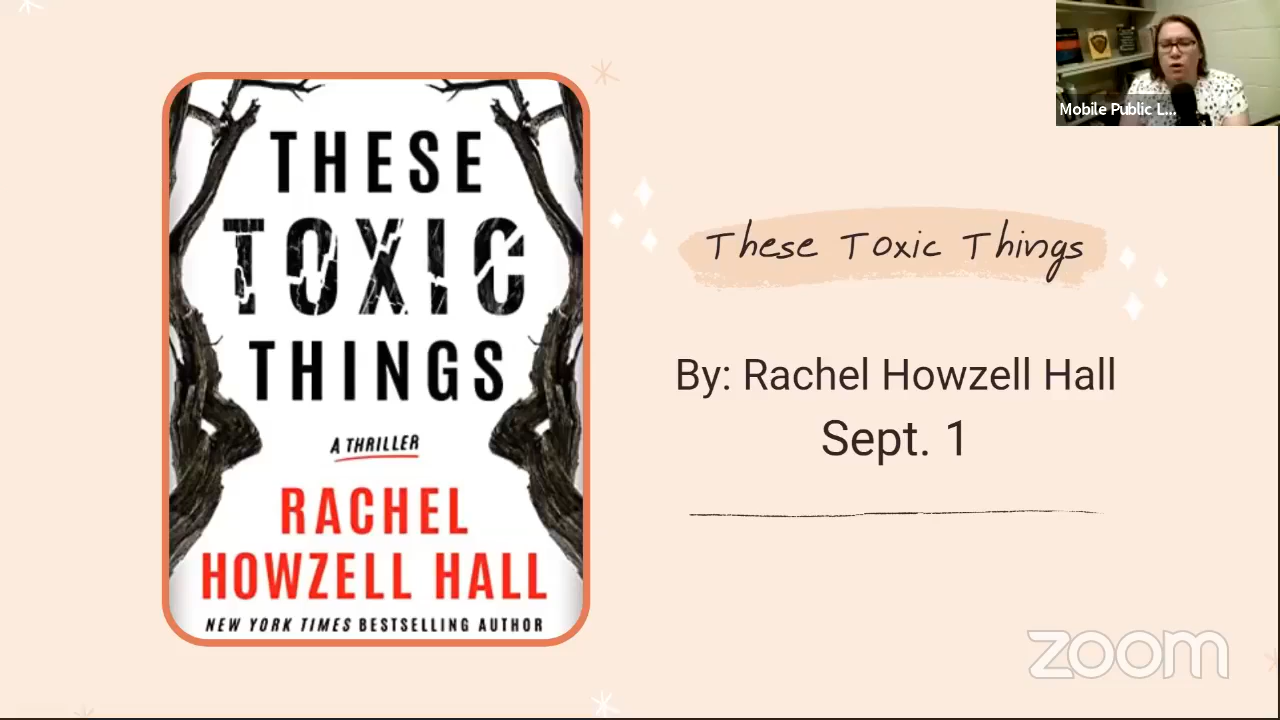 THESE
TOXIC
THINGS
A THRILLER
RACHEL
HOWZELL HALL
NEW YORK TIMES BESTSELLING AUTHOR
These Toxic Things
By: Rachel Howzell Hall
Sept. 1
Mobile Public L...
zoom